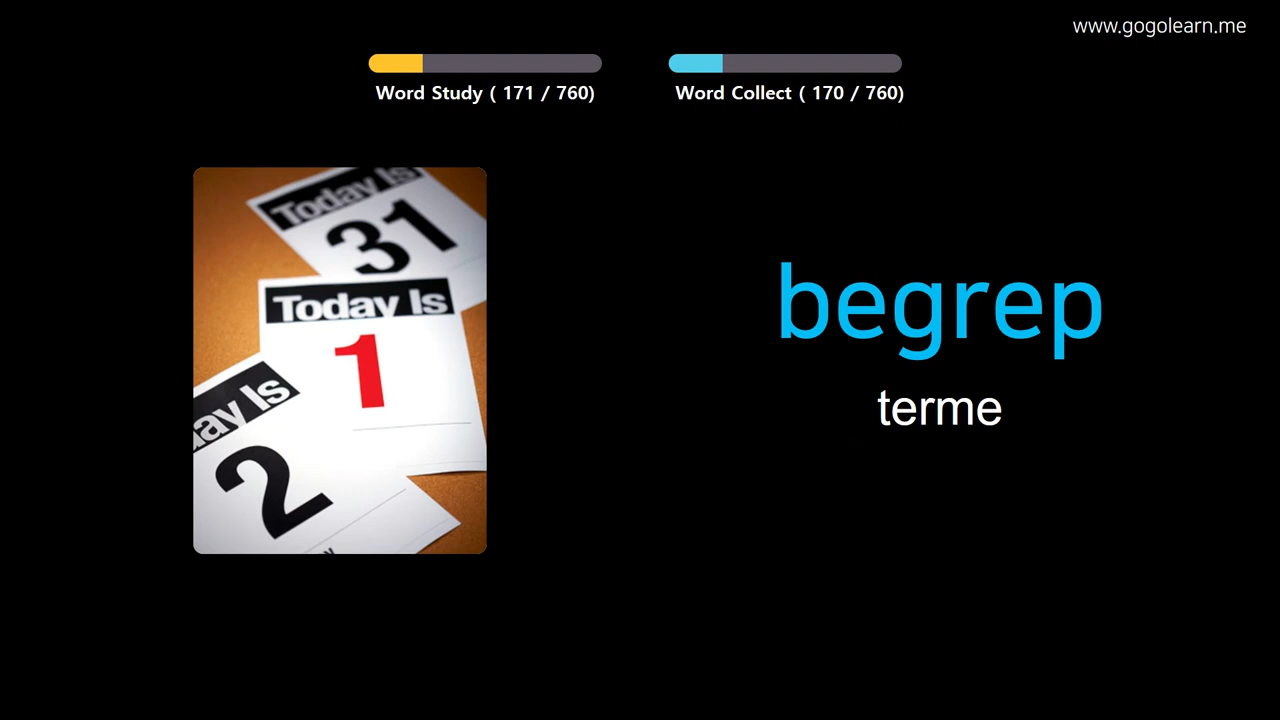 www.gogolearn.me
Word Study ( 171 / 760)
Word Collect ( 170 / 760)
Today Is
31
Today Is
1
ay Is
2
begrep
terme